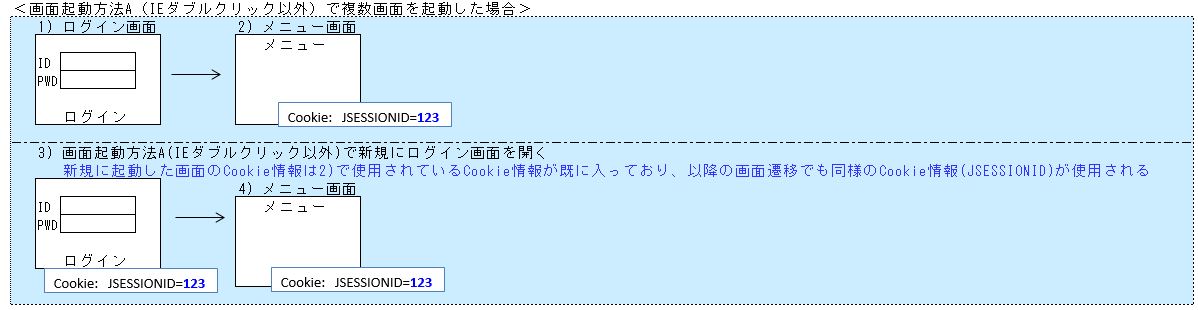 ＜画面起動方法A（IEダブルクリック以外）で複数画面を起動した場合＞
1) ログイン画面
2) メニュー画面
メニュー
ID
PWD
ログイン
Cookie: JSESSIONID=123
3) 画面起動方法A(IEダブルクリック以外)で新規にログイン画面を開く
新規に起動した画面のCookie情報は2)で使用されているCookie情報が既に入っており、以降の画面遷移でも同様のCookie情報(JSESSIONID)が使用される
4) メニュー画面
メニュー
ID
PWD
ログイン
Cookie: JSESSIONID=123
Cookie: JSESSIONID=123